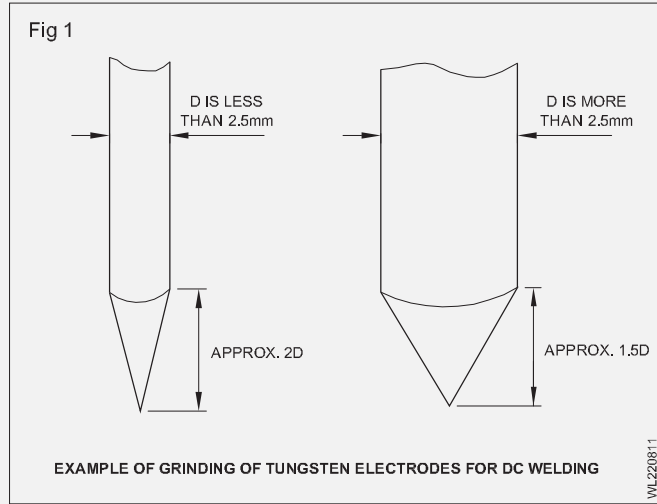 Fig 1
D IS LESS
THAN 2.5mm
D IS MORE
THAN 2.5mm
APPROX. 2D
APPROX. 1.5D
EXAMPLE OF GRINDING OF TUNGSTEN ELECTRODES FOR DC WELDING
WL220811